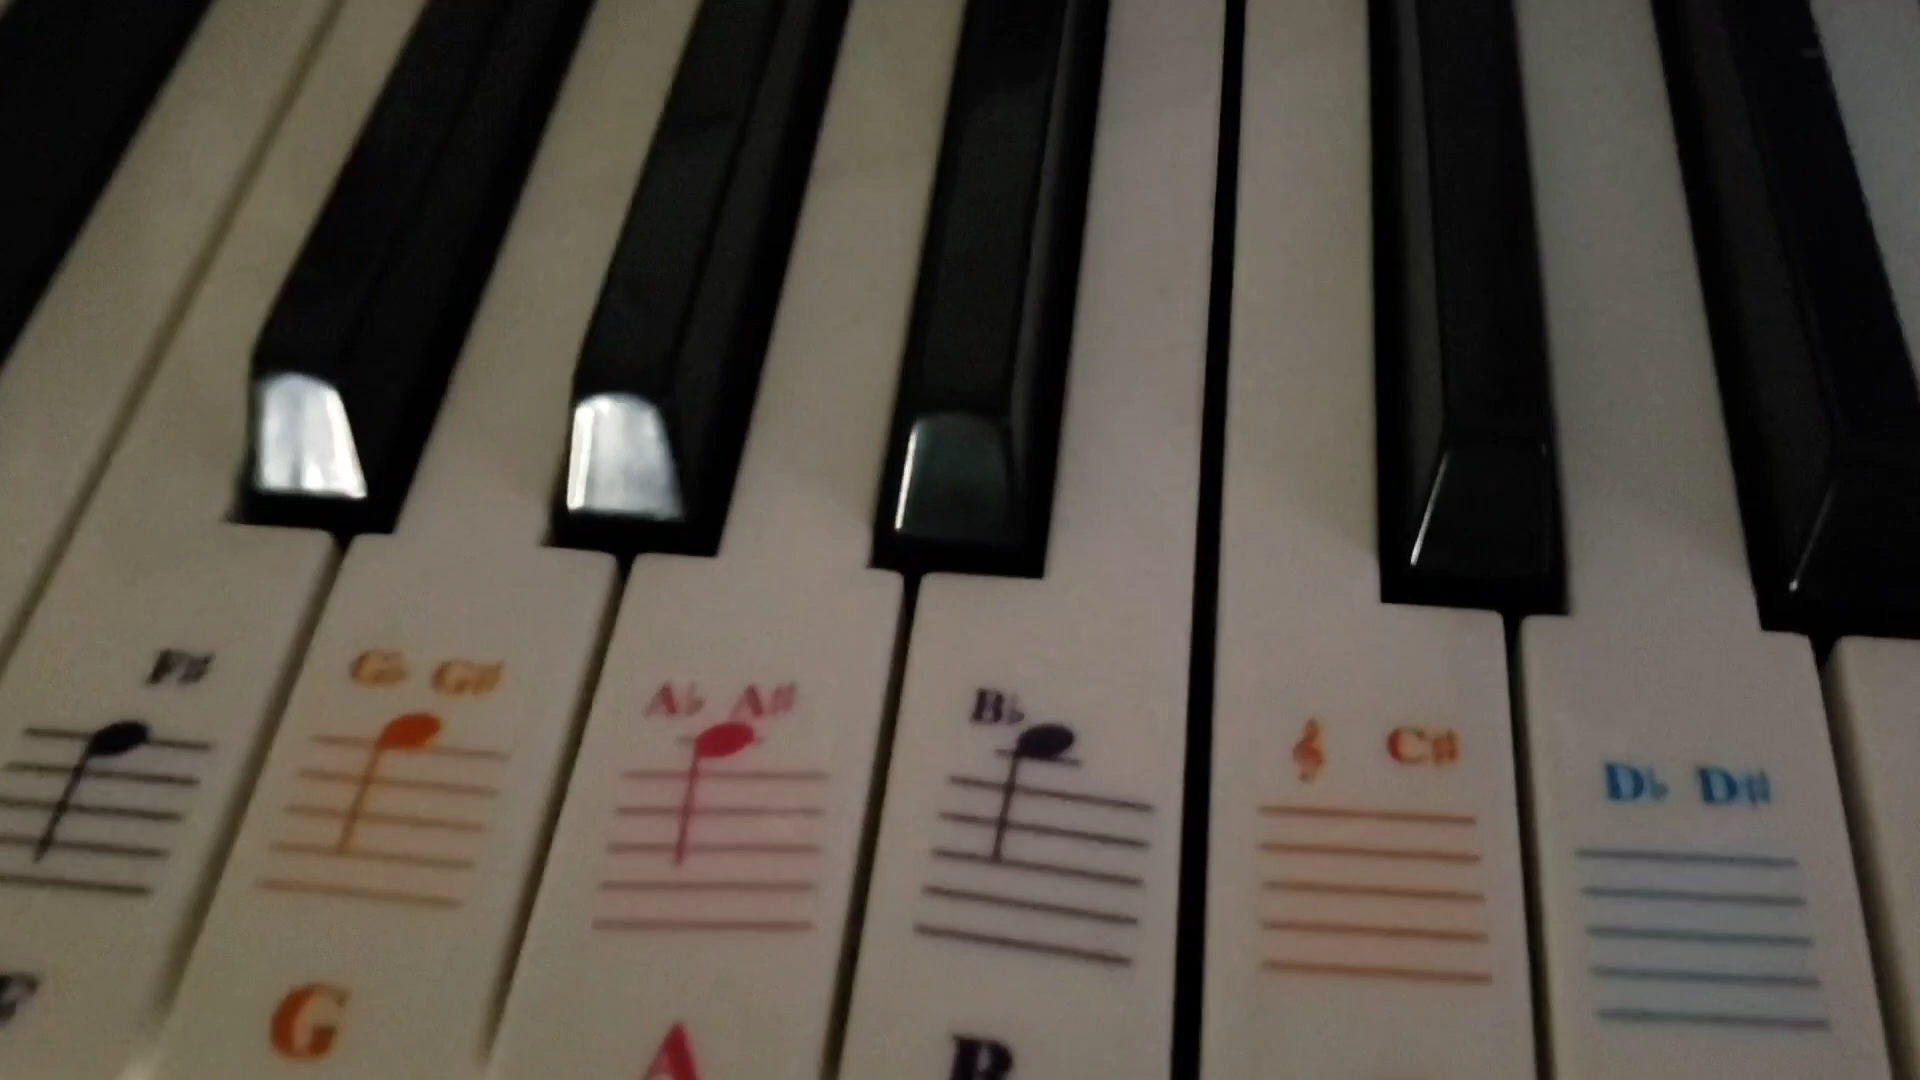 F♯ G♭ G♯ A♭ A♯ B♭ C♯ D♭ D♯
G A B